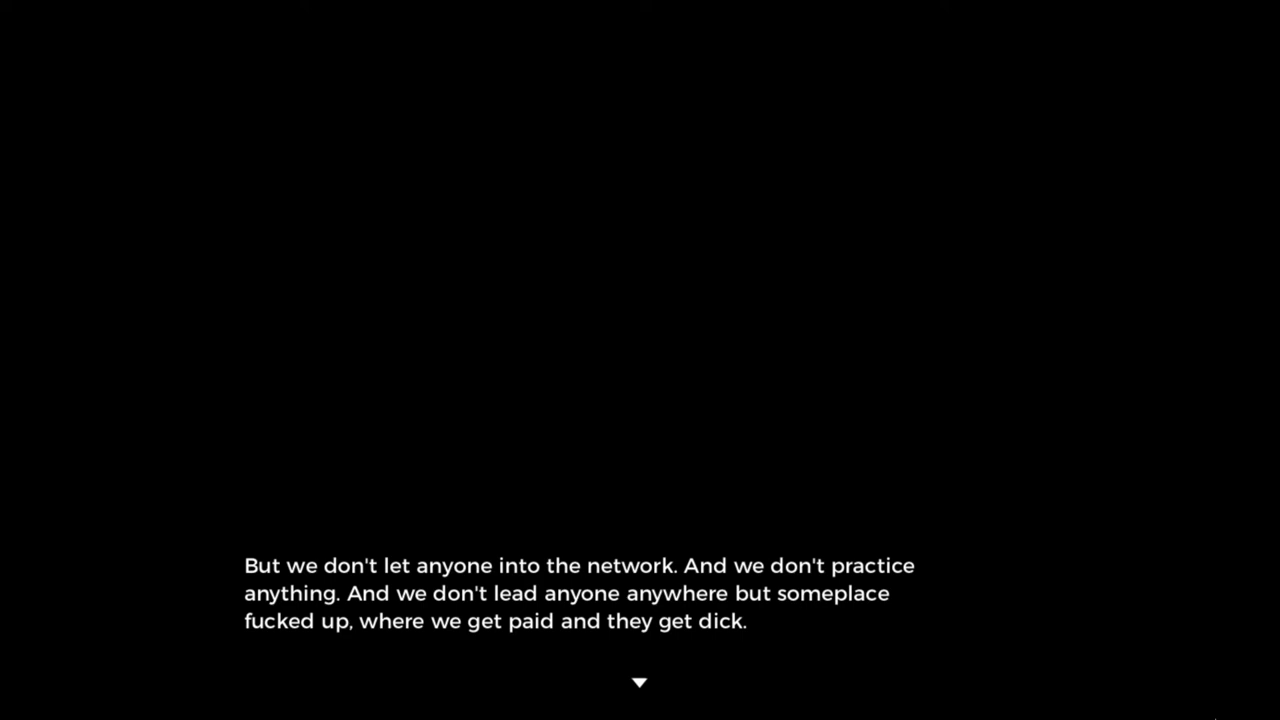 But we don't let anyone into the network. And we don't practice
anything. And we don't lead anyone anywhere but someplace
fucked up, where we get paid and they get dick.